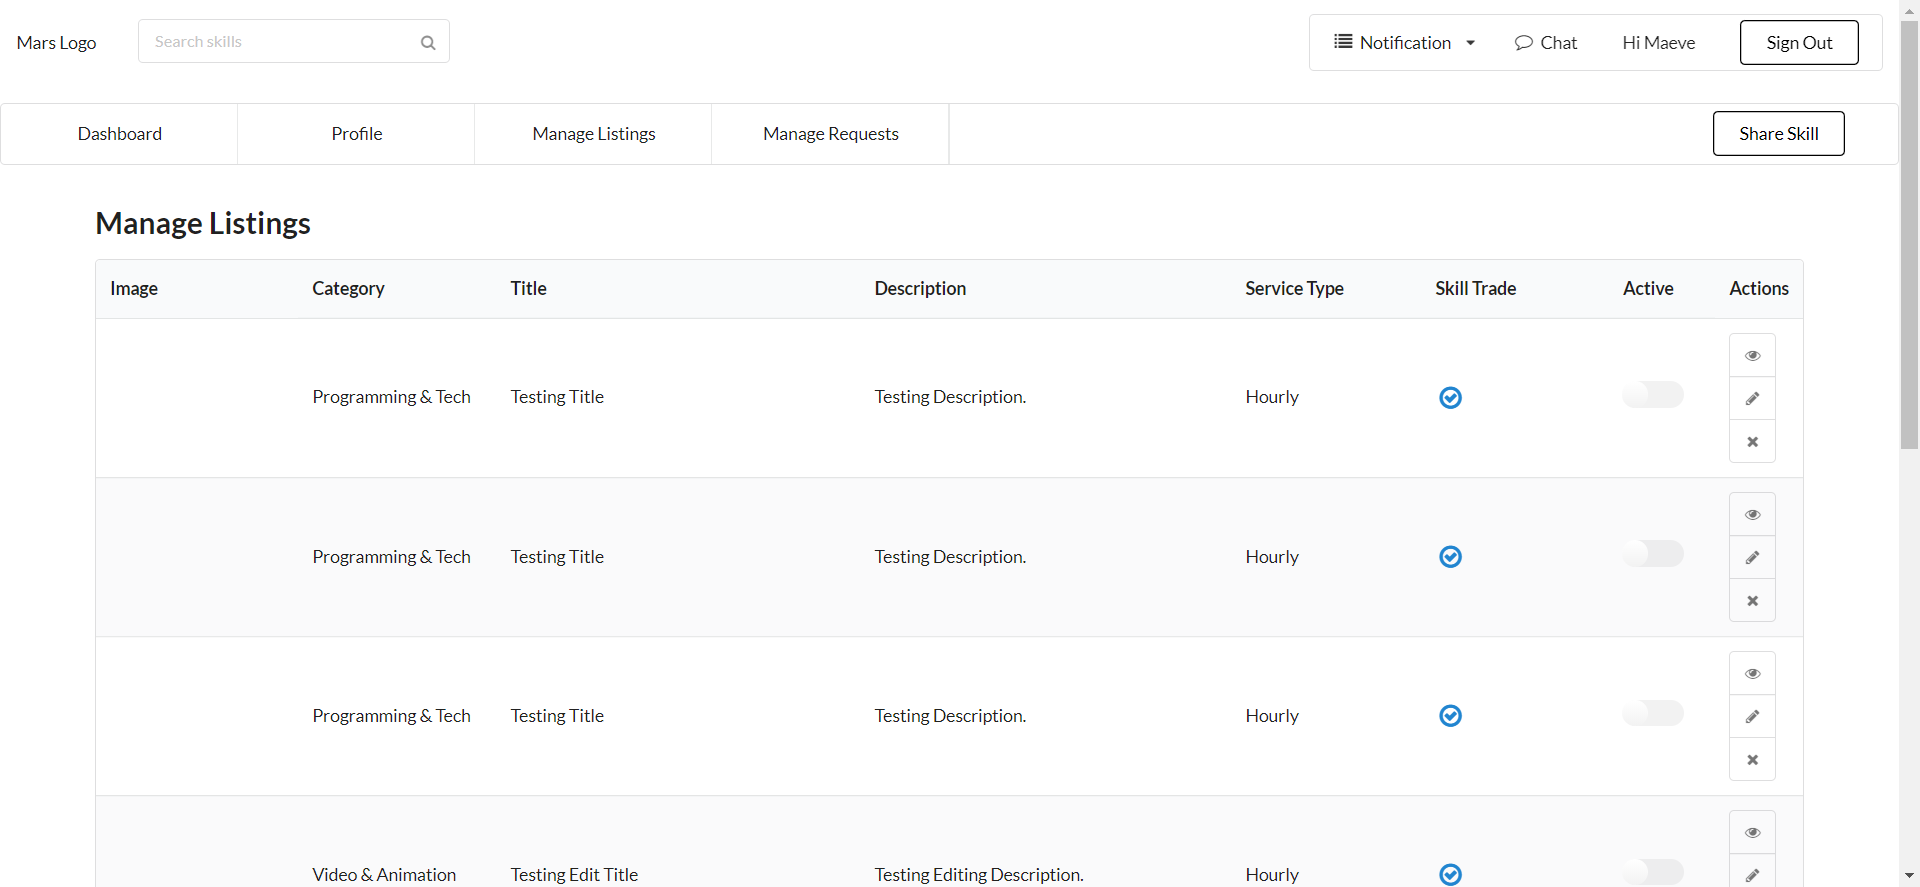 Mars Logo
Search skills
Notification
Chat
Hi Maeve
Sign Out
Dashboard
Profile
Manage Listings
Manage Requests
Share Skill
Manage Listings
Image Category Title Description Service Type Skill Trade Active Actions
Programming & Tech Testing Title Testing Description. Hourly
Programming & Tech Testing Title Testing Description. Hourly
Programming & Tech Testing Title Testing Description. Hourly
Video & Animation Testing Edit Title Testing Editing Description. Hourly